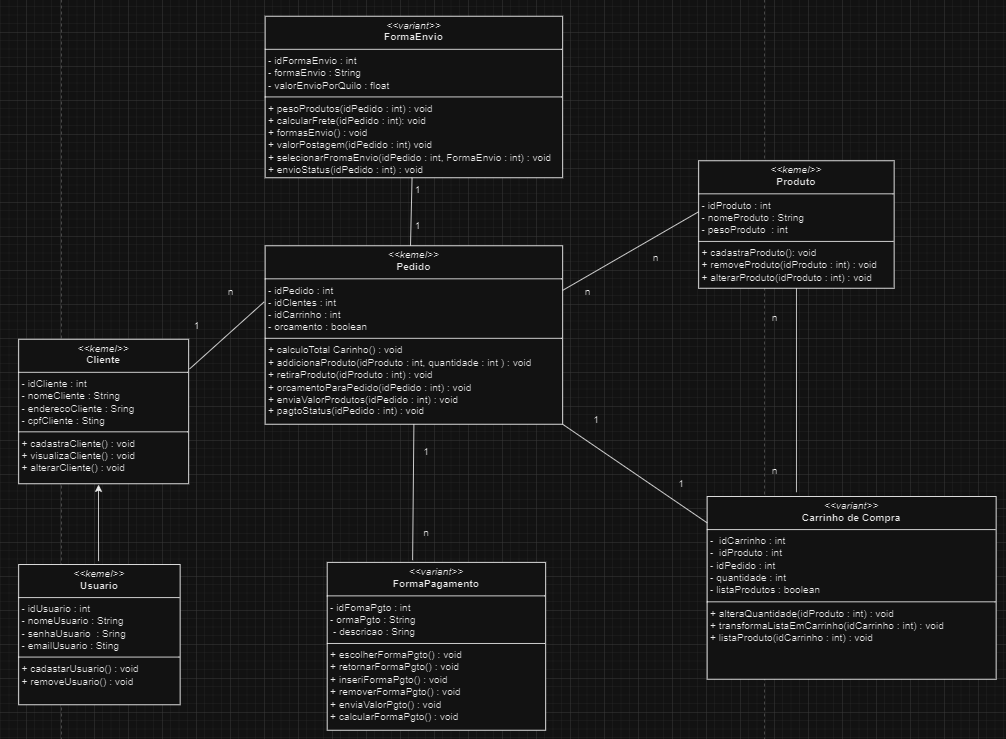 <<variant>>
FormaEnvio
- idFormaEnvio : int
- formaEnvio : String
- valorEnvioPorQuilo : float
+ pesoProdutos(idPedido : int) : void
+ calcularFrete(idPedido : int): void
+ formasEnvio() : void
+ valorPostagem(idPedido : int) void
+ selecionarFromaEnvio(idPedido : int, FormaEnvio : int) : void
+ envioStatus(idPedido : int) : void
1
1
<<kemel>>
Produto
- idProduto : int
- nomeProduto : String
- pesoProduto : int
+ cadastraProduto(): void
+ removeProduto(idProduto : int) : void
+ alterarProduto(idProduto : int) : void
n
n
<<kemel>>
Pedido
- idPedido : int
- idClentes : int
- idCarrinho : int
- orcamento : boolean
+ calculoTotal Carinho() : void
+ addicionaProduto(idProduto : int, quantidade : int ) : void
+ retiraProduto(idProduto : int) : void
+ orcamentoParaPedido(idPedido : int) : void
+ enviaValorProdutos(idPedido : int) : void
+ pagtoStatus(idPedido : int) : void
n
1
n
n
<<kemel>>
Cliente
- idCliente : int
- nomeCliente : String
- enderecoCliente : Sring
- cpfCliente : Sting
+ cadastraCliente() : void
+ visualizaCliente() : void
+ alterarCliente() : void
1
1
1
n
<<variant>>
Carrinho de Compra
- idCarrinho : int
- idProduto : int
- idPedido : int
- quantidade : int
- listaProdutos : boolean
+ alteraQuantidade(idProduto : int) : void
+ transformaListaEmCarrinho(idCarrinho : int) : void
+ listaProduto(idCarrinho : int) : void
<<kemel>>
Usuario
- idUsuario : int
- nomeUsuario : String
- senhaUsuario : Sring
- emailUsuario : Sting
+ cadastarUsuario() : void
+ removeUsuario() : void
<<variant>>
FormaPagamento
- idFomaPgto : int
- ormaPgto : String
- descricao : Sring
+ escolherFormaPgto() : void
+ retornarFormaPgto() : void
+ inseriFormaPgto() : void
+ removerFormaPgto() : void
+ enviaValorPgto() : void
+ calcularFormaPgto() : void